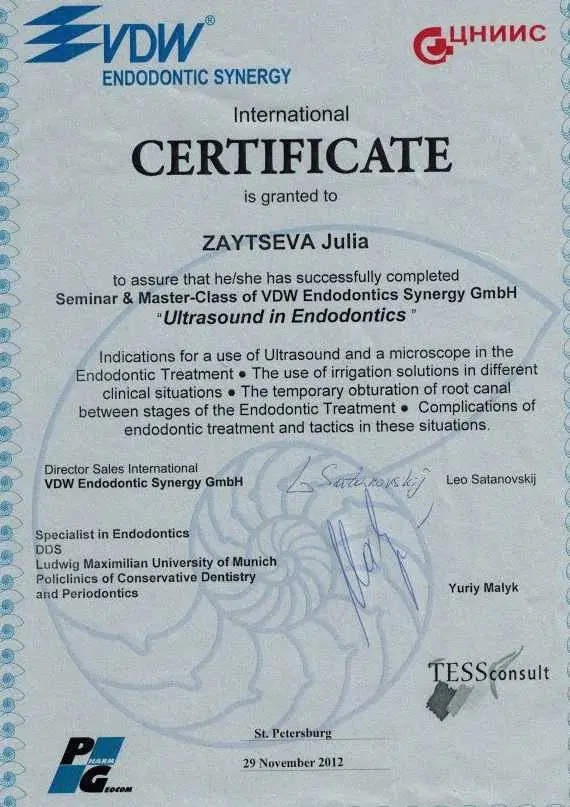 VDW®
ENDODONTIC SYNERGY
ЦНИИС
International
CERTIFICATE
is granted to
ZAYTSEVA Julia
to assure that he/she has successfully completed
Seminar & Master-Class of VDW Endodontics Synergy GmbH
“Ultrasound in Endodontics ”
Indications for a use of Ultrasound and a microscope in the
Endodontic Treatment ● The use of irrigation solutions in different
clinical situations ● The temporary obturation of root canal
between stages of the Endodontic Treatment ● Complications of
endodontic treatment and tactics in these situations.
Director Sales International
VDW Endodontic Synergy GmbH
L Satanovskij
Leo Satanovskij
Specialist in Endodontics
DDS
Ludwig Maximilian University of Munich
Policlinics of Conservative Dentistry
and Periodontics
Yuriy Malyk
TESSconsult
St. Petersburg
29 November 2012
PHARM
GEOCOM